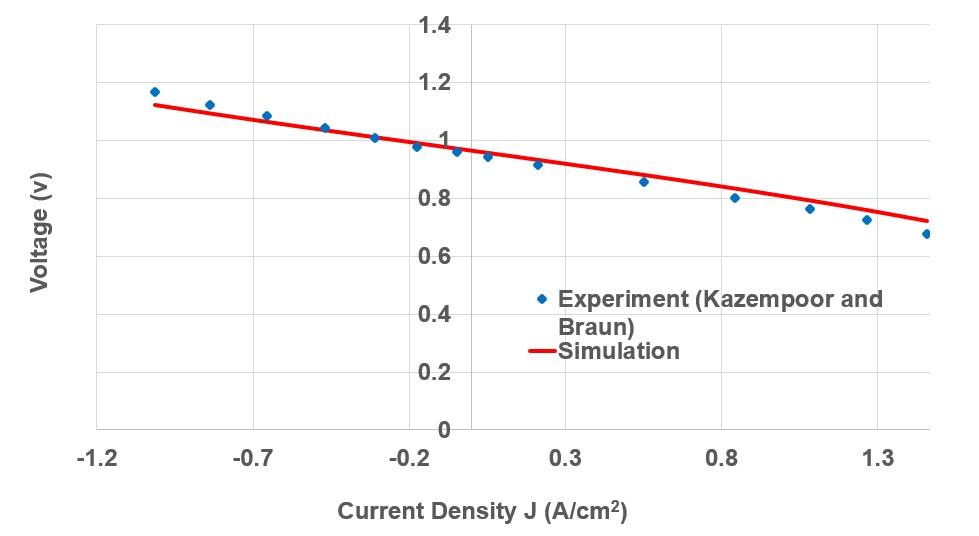 1.4
1.2
1
0.8
0.6
0.4
0.2
0
-1.2 -0.7 -0.2 0.3 0.8 1.3
Voltage (v)
Current Density J (A/cm²)
Experiment (Kazempoor and
Braun)
Simulation